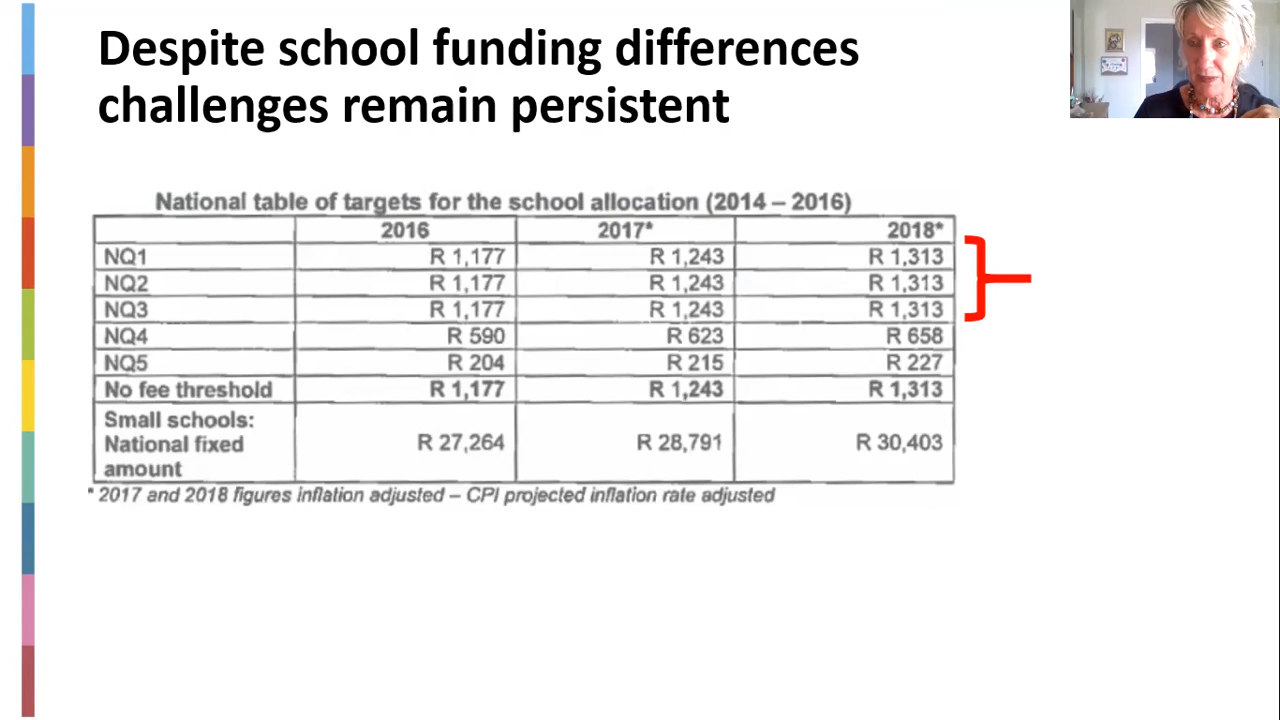 Despite school funding differences
challenges remain persistent
National table of targets for the school allocation (2014 – 2016)
2016 2017* 2018*
NQ1 R 1,177 R 1,243 R 1,313
NQ2 R 1,177 R 1,243 R 1,313
NQ3 R 1,177 R 1,243 R 1,313
NQ4 R 590 R 623 R 658
NQ5 R 204 R 215 R 227
No fee threshold R 1,177 R 1,243 R 1,313
Small schools:
National fixed R 27,264 R 28,791 R 30,403
amount
* 2017 and 2018 figures inflation adjusted – CPI projected inflation rate adjusted